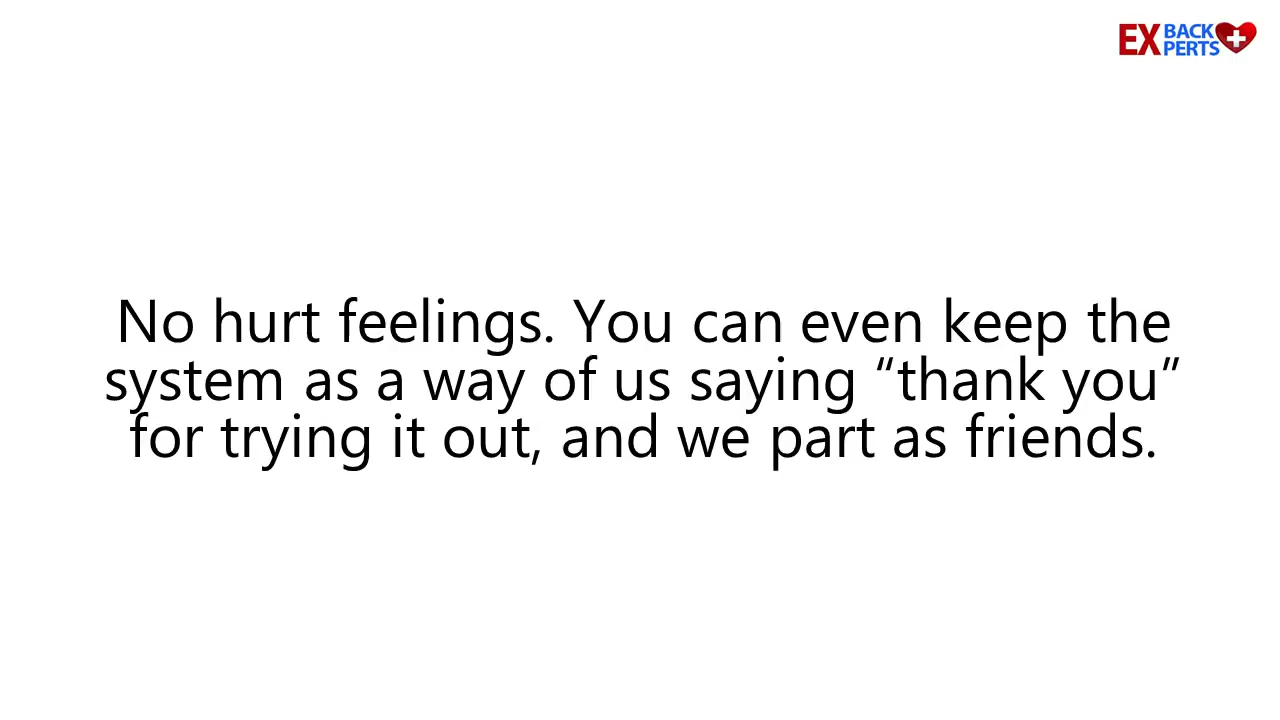 EX BACK
PERTS
No hurt feelings. You can even keep the
system as a way of us saying “thank you”
for trying it out, and we part as friends.